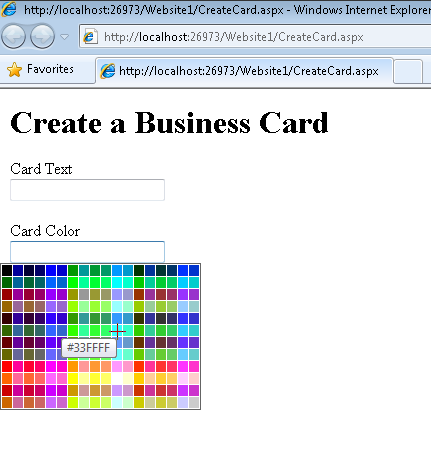 http://localhost:26973/Website1/CreateCard.aspx - Windows Internet Explorer
http://localhost:26973/Website1/CreateCard.aspx
Favorites
http://localhost:26973/Website1/CreateCard.aspx
Create a Business Card
Card Text
Card Color
#33FFFF